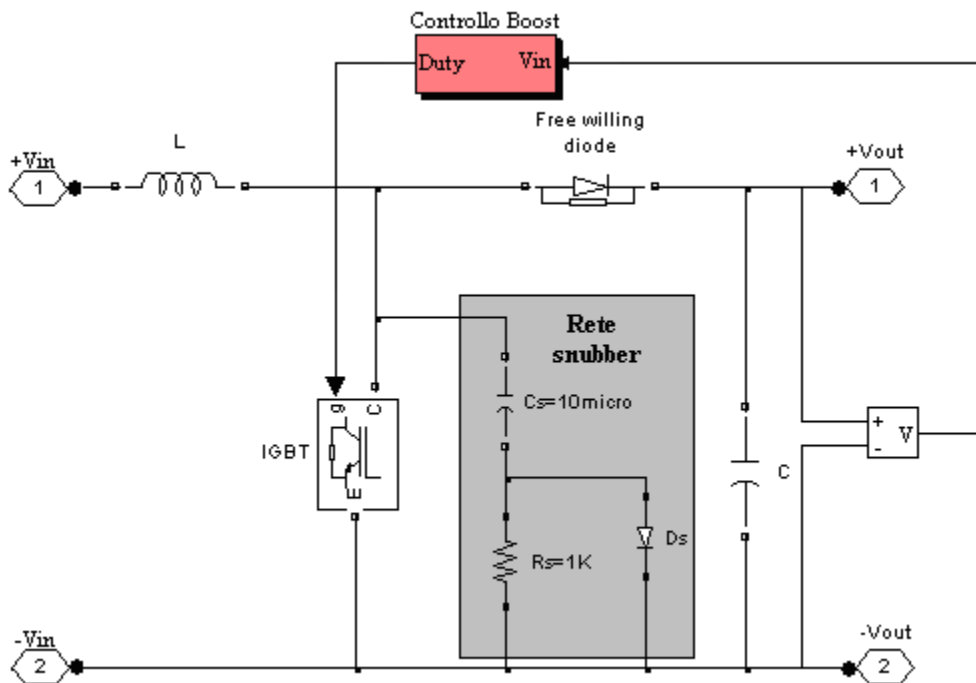 Controllo Boost
Duty
Vin
Free willing
diode
L
+Vin
1
+Vout
1
Rete
snubber
g
C
Cs=10micro
IGBT
E
+
-
V
C
Ds
Rs=1K
-Vin
2
-Vout
2